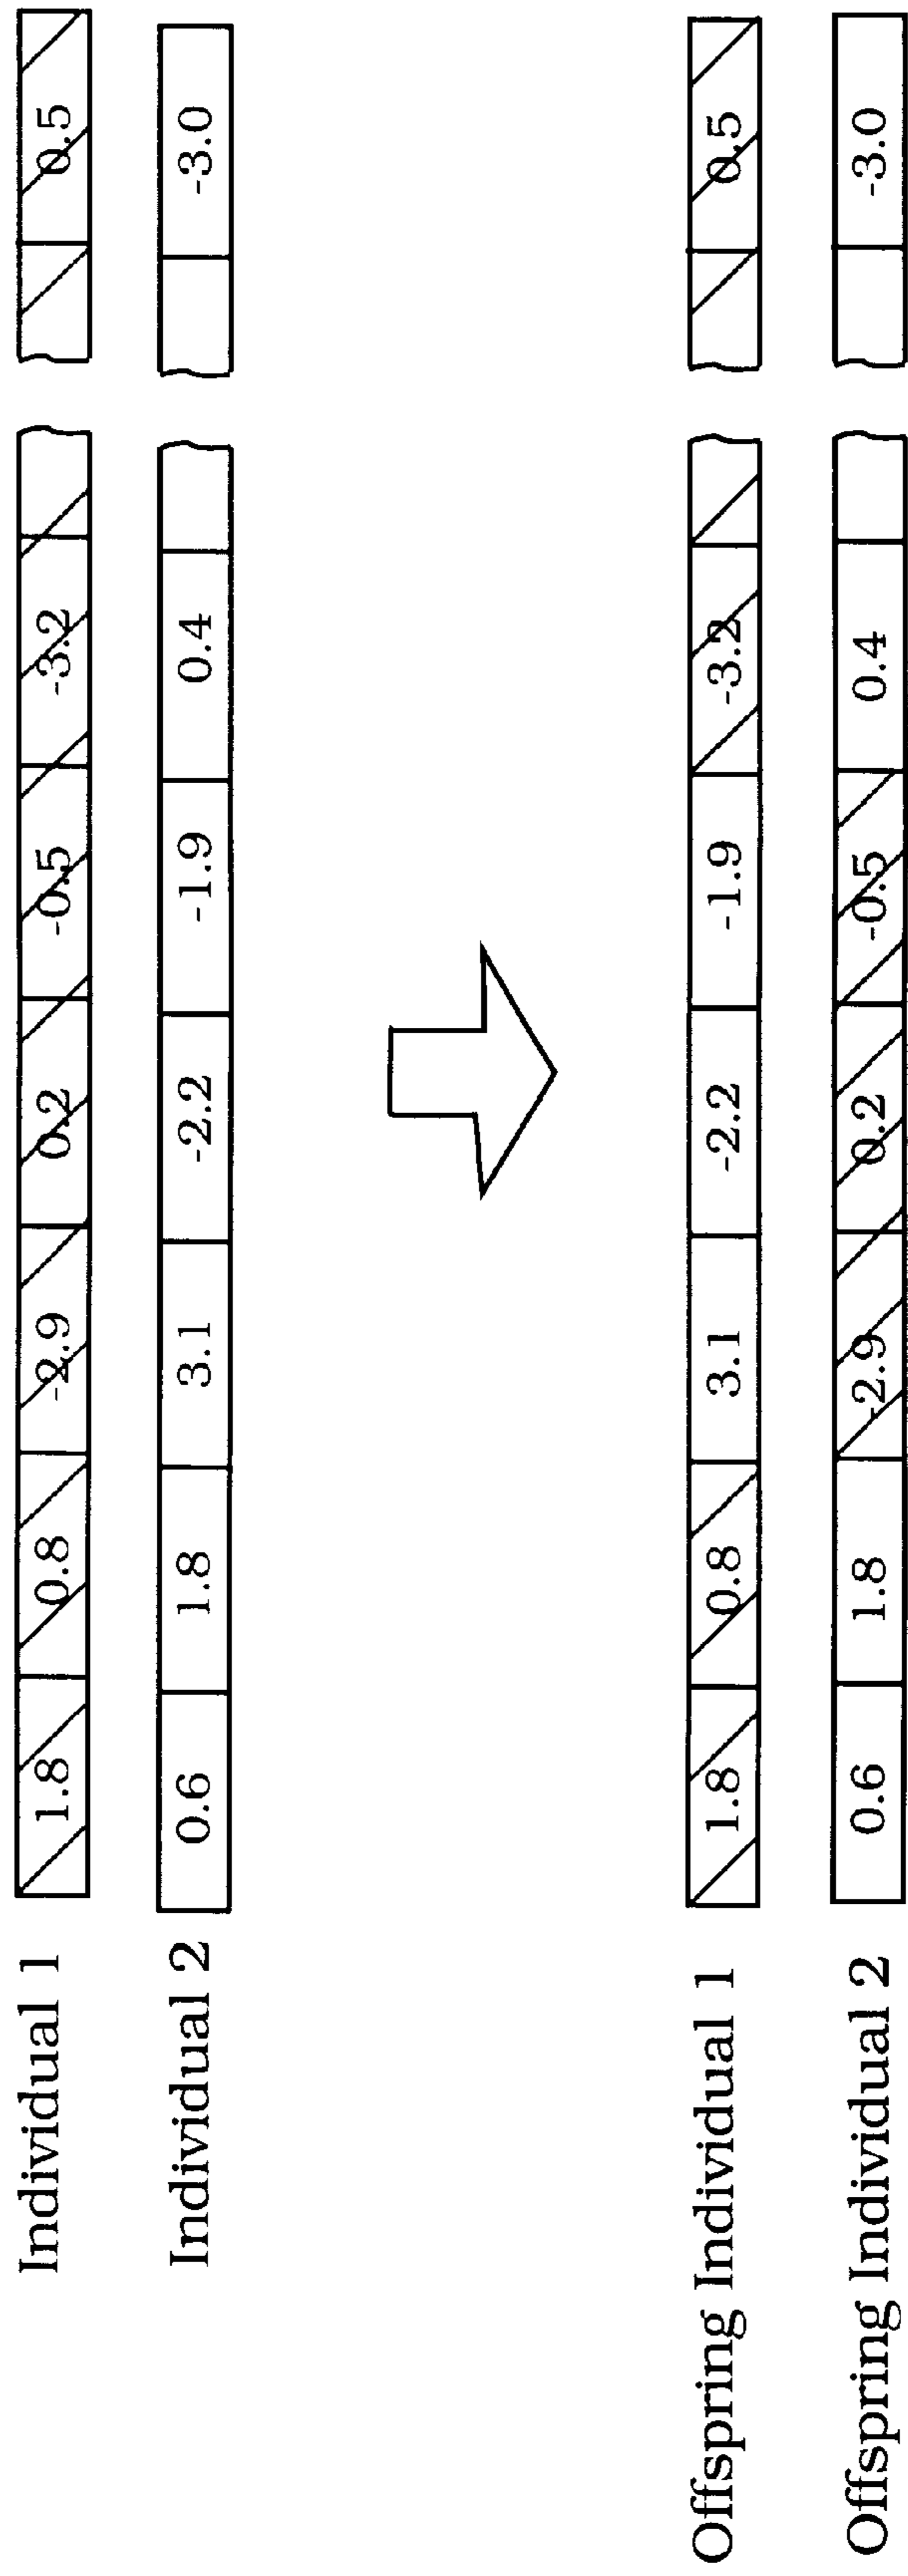 Individual 1 1.8 0.8 -2.9 0.2 -0.5 -3.2 0.5
Individual 2 0.6 1.8 3.1 -2.2 -1.9 0.4 -3.0
Offspring Individual 1 1.8 0.8 3.1 -2.2 -1.9 -3.2 0.5
Offspring Individual 2 0.6 1.8 -2.9 0.2 -0.5 0.4 -3.0